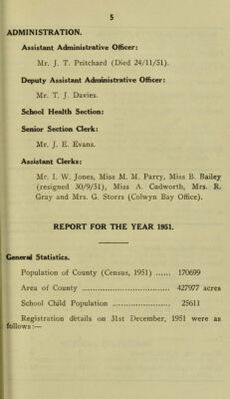 5
ADMINISTRATION.
Assistant Administrative Officer:
Mr. J. T. Pritchard (Died 24/11/51).
Deputy Assistant Administrative Officer:
Mr. T. J. Davies.
School Health Section:
Senior Section Clerk:
Mr. J. E. Evans.
Assistant Clerks:
Mr. I. W. Jones, Miss M. M. Parry, Miss B. Bailey
(resigned 30/9/51), Miss A. Cadworth, Mrs. R.
Gray and Mrs. G. Storrs (Colwyn Bay Office).
REPORT FOR THE YEAR 1951.
General Statistics.
Population of County (Census, 1951) ...... 170699
Area of County .................................... 427977 acres
School Child Population ........................ 25611
Registration details on 31st December, 1951 were as
follows:—